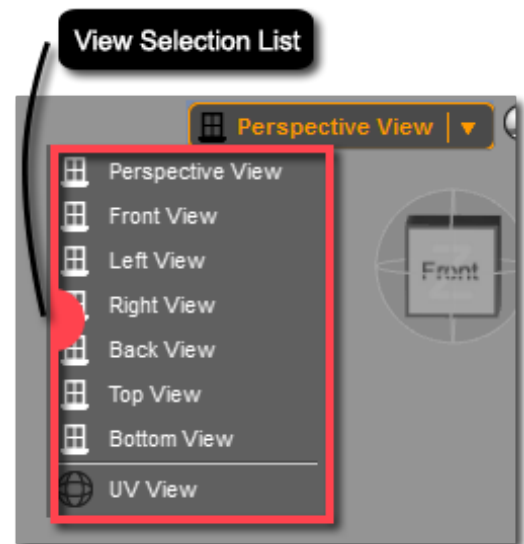 View Selection List
Perspective View
Perspective View
Front View
Left View
Right View
Back View
Top View
Bottom View
UV View
Front